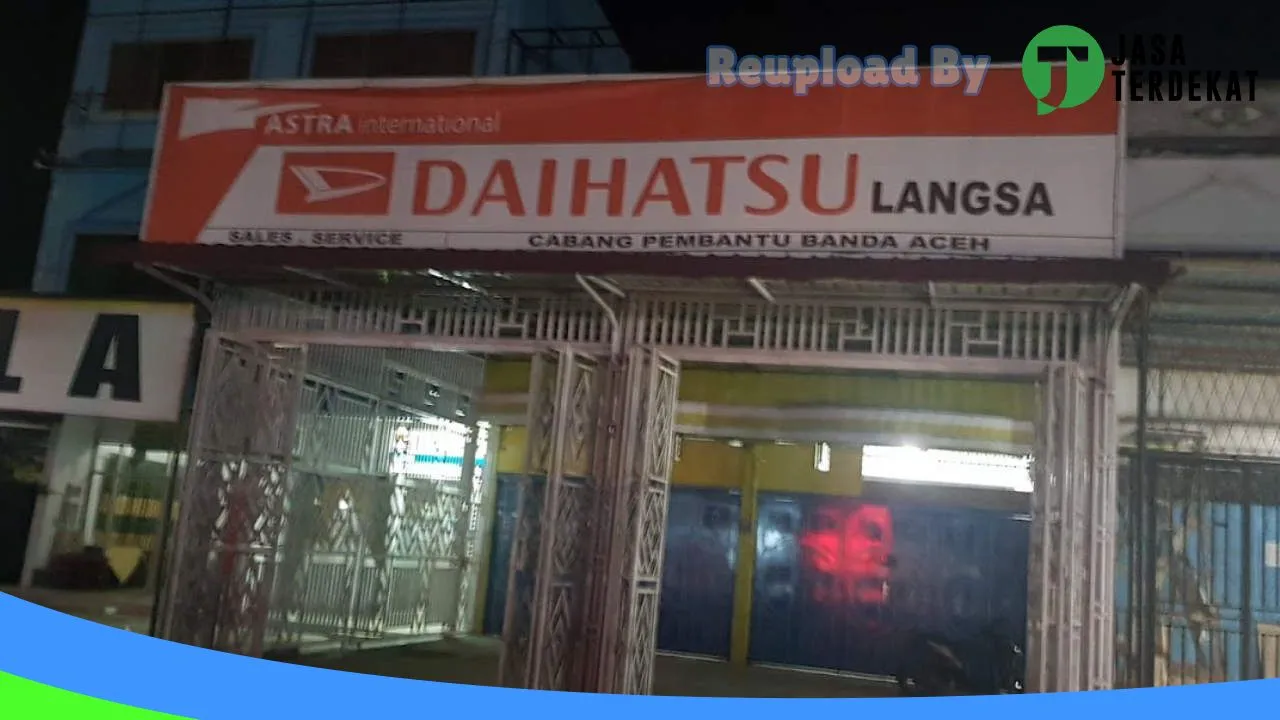 Reupload By
JASA
TERDEKAT
ASTRA international
DAIHATSU LANGSA
SALES . SERVICE
CABANG PEMBANTU BANDA ACEH
LA